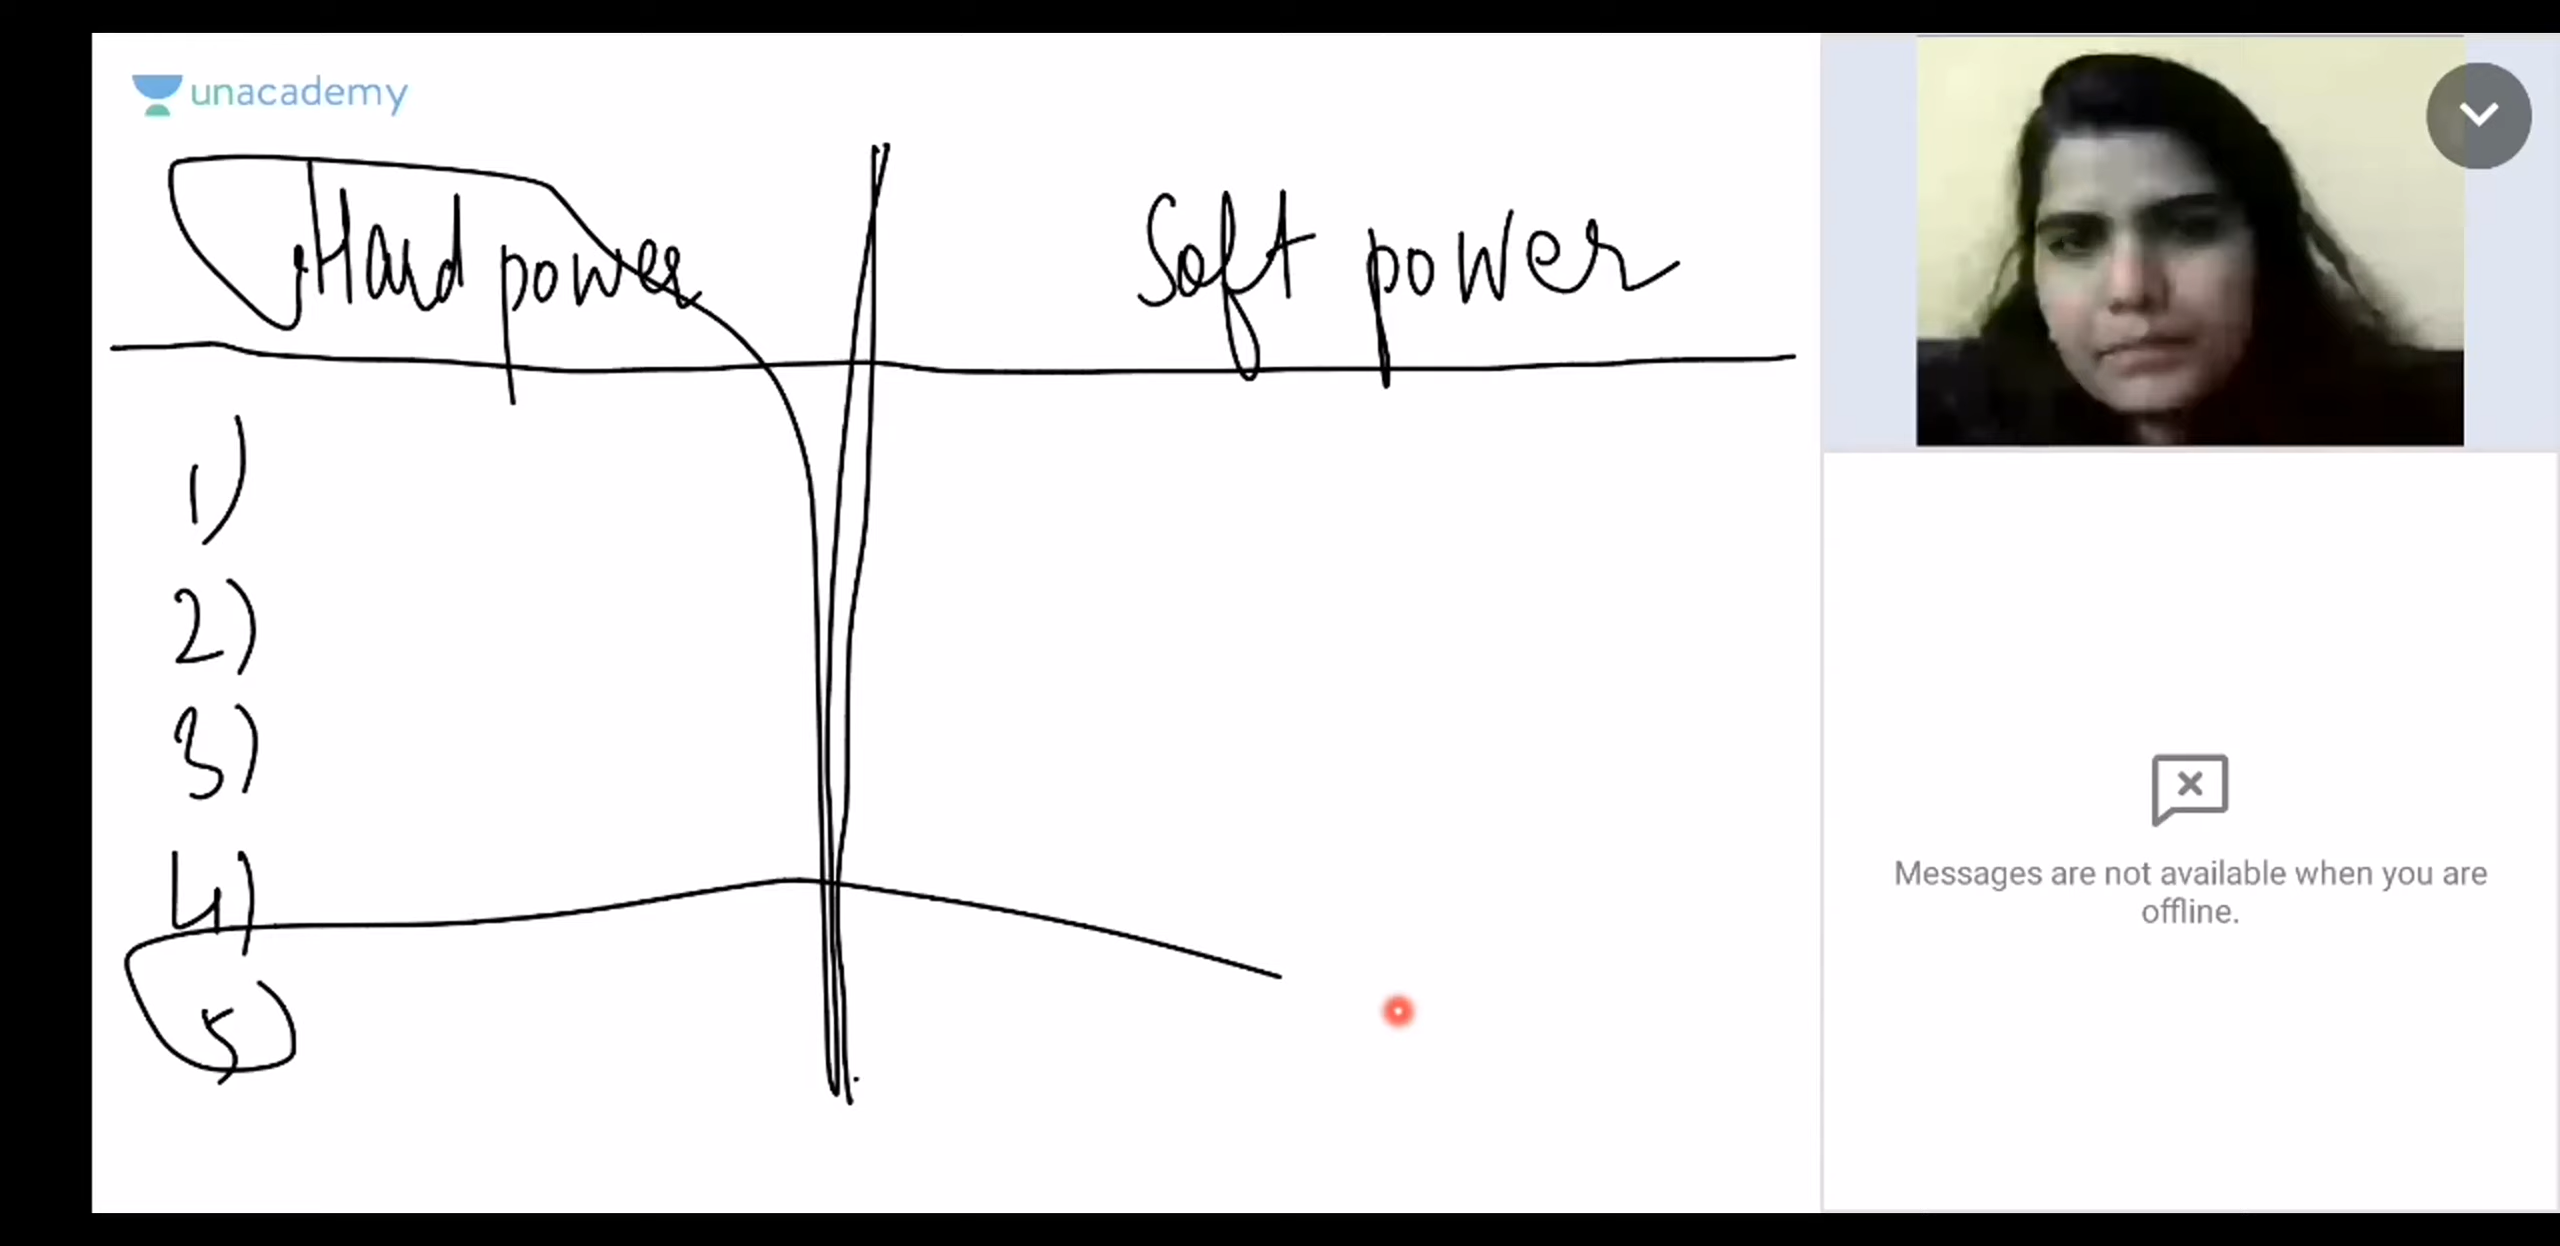 unacademy
Hard power
Soft power
1)
2)
3)
4)
5)
Messages are not available when you are
offline.